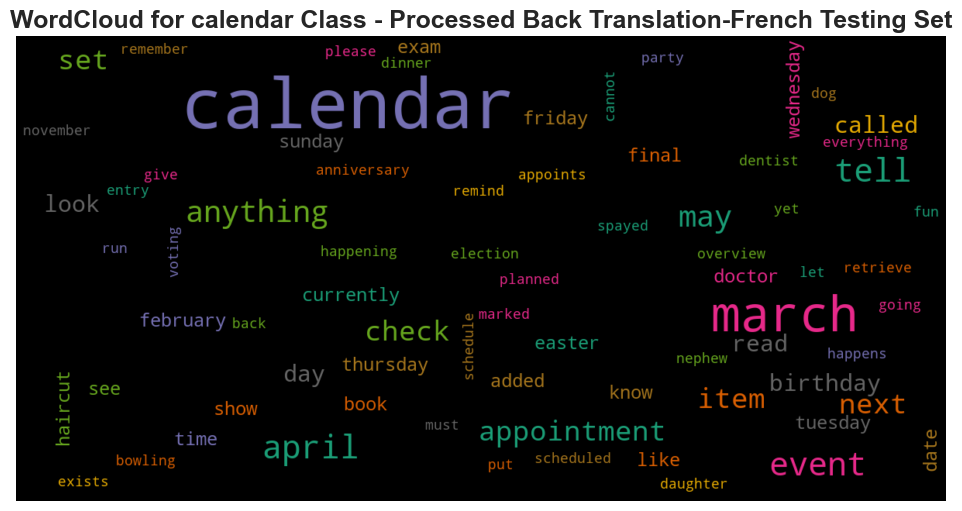 WordCloud for calendar Class - Processed Back Translation-French Testing Set
remember
please
exam
set
dinner
party
wednesday
calendar
cannot
dog
friday
called
november
sunday
everything
final
dentist
tell
give
anniversary
appoints
entry
remind
look
anything
may
yet
fun
spayed
run
voting
happening
election
overview
planned
doctor
let
retrieve
currently
march
going
february
back
check
schedule
marked
easter
read
nephew
happens
day
thursday
added
know
birthday
haircut
see
show
book
item
next
time
april
must
appointment
tuesday
date
bowling
put
scheduled
like
event
exists
daughter